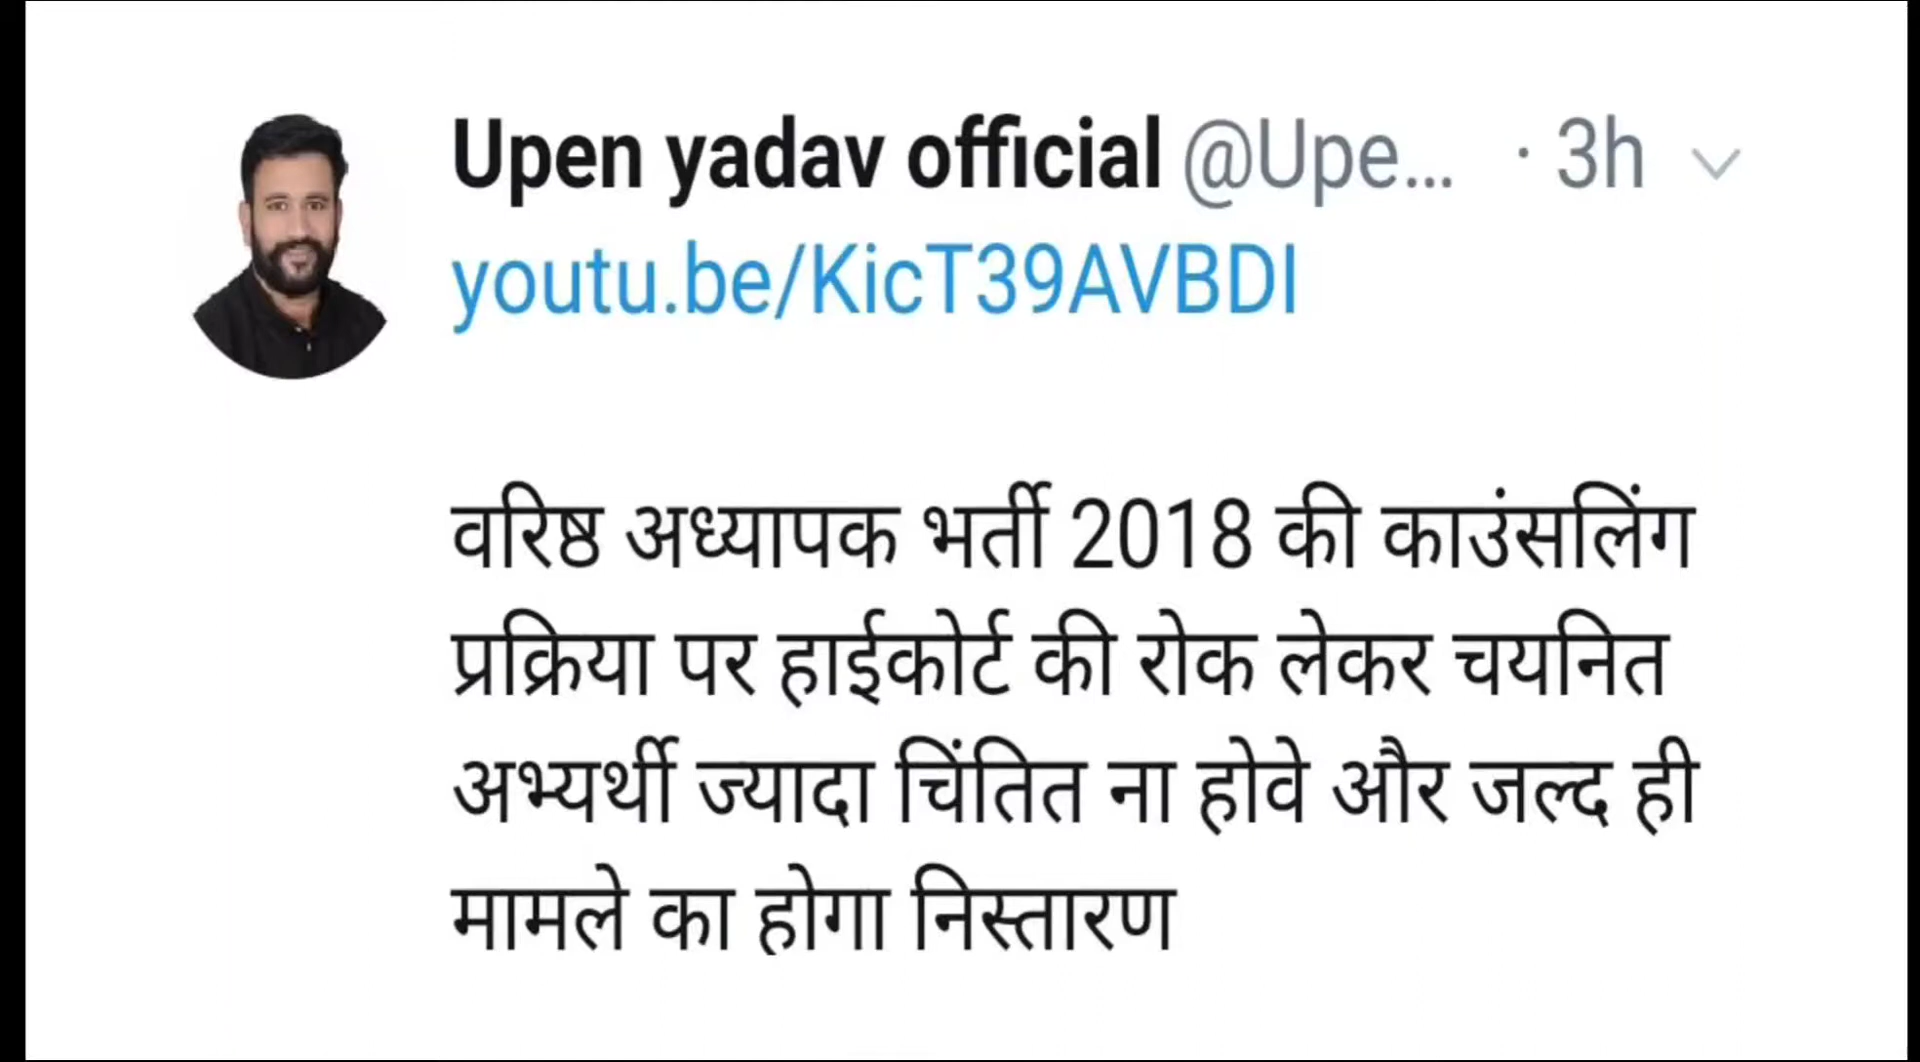 Upen yadav official @Upe... · 3h
youtu.be/KicT39AVBDI
वरिष्ठ अध्यापक भर्ती 2018 की काउंसलिंग
प्रक्रिया पर हाईकोर्ट की रोक लेकर चयनित
अभ्यर्थी ज्यादा चिंतित ना होवे और जल्द ही
मामले का होगा निस्तारण